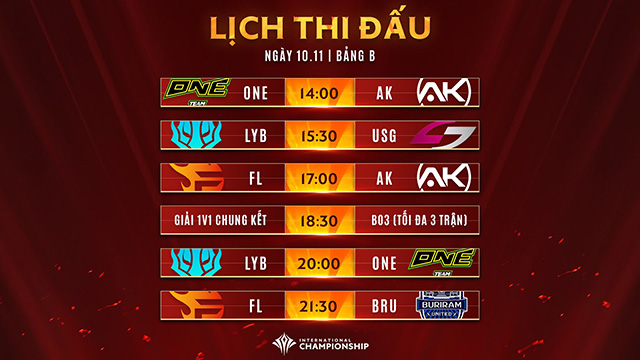 LỊCH THI ĐẤU
NGÀY 10.11 | BẢNG B
ONE TEAM ONE 14:00 AK AK
LYB 15:30 USG
FL 17:00 AK AK
GIẢI 1V1 CHUNG KẾT 18:30 BO3 (TỐI ĐA 3 TRẬN)
LYB 20:00 ONE ONE TEAM
FL 21:30 BRU BURIRAM UNITED
INTERNATIONAL
CHAMPIONSHIP